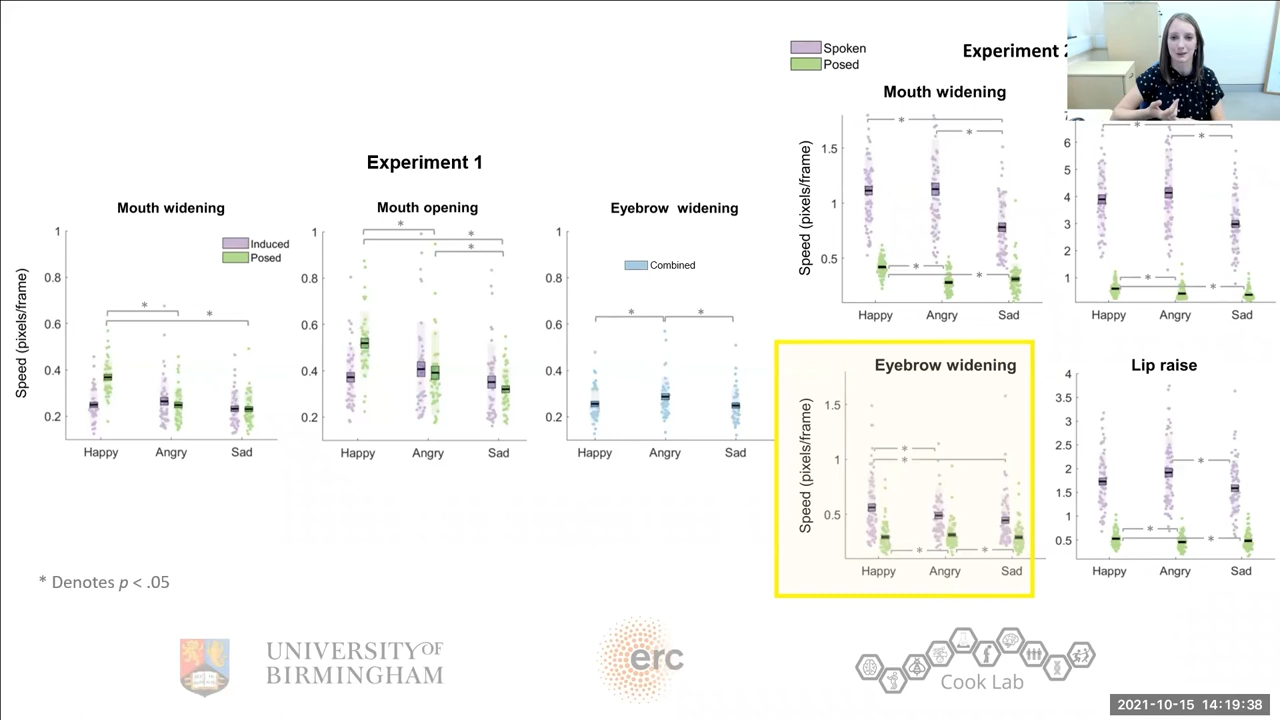 Spoken
Posed
Experiment
Mouth widening
Speed (pixels/frame)
1.5
1
0.5
Happy Angry Sad
6
5
4
3
2
1
Happy Angry Sad
Experiment 1
Mouth widening
Speed (pixels/frame)
1
0.8
0.6
0.4
0.2
Induced
Posed
Happy Angry Sad
Mouth opening
1
0.8
0.6
0.4
0.2
Happy Angry Sad
Eyebrow widening
1
0.8
0.6
0.4
0.2
Combined
Happy Angry Sad
Eyebrow widening
Speed (pixels/frame)
1.5
1
0.5
Happy Angry Sad
Lip raise
4
3.5
3
2.5
2
1.5
1
0.5
Happy Angry Sad
* Denotes p < .05
UNIVERSITY OF
BIRMINGHAM
erc
Cook Lab
2021-10-15 14:19:38